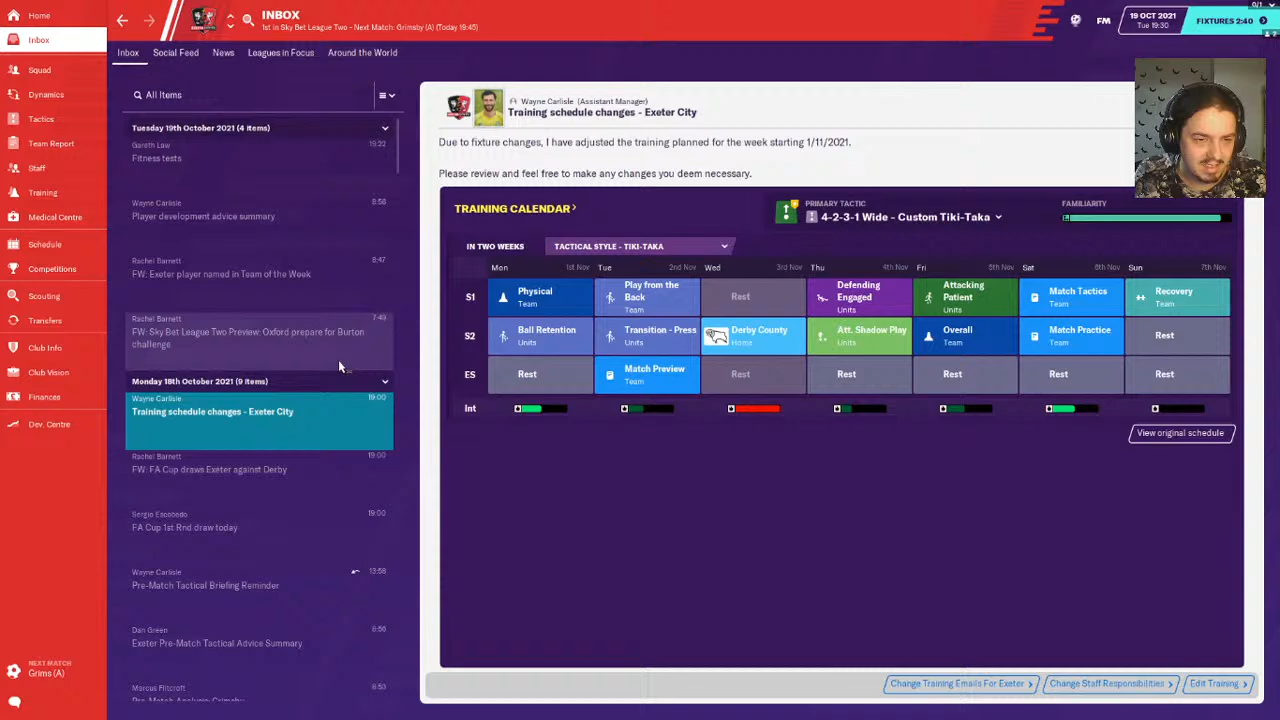 Home
Inbox
Squad
Dynamics
Tactics
Team Report
Staff
Training
Medical Centre
Schedule
Competitions
Scouting
Transfers
Club Info
Club Vision
Finances
Dev. Centre
NEXT MATCH
Grims (A)
INBOX
1st in Sky Bet League Two - Next Match: Grimsby (A) (Today 19:45)
FM
19 OCT 2021
Tue 19:30
FIXTURES 2:40
0/1
Inbox
Social Feed
News
Leagues in Focus
Around the World
All Items
Tuesday 19th October 2021 (4 items)
Gareth Law 19:22
Fitness tests
Wayne Carlisle 8:58
Player development advice summary
Rachel Barnett 8:47
FW: Exeter player named in Team of the Week
Rachel Barnett 7:49
FW: Sky Bet League Two Preview: Oxford prepare for Burton
challenge
Monday 18th October 2021 (9 items)
Wayne Carlisle 19:00
Training schedule changes - Exeter City
Rachel Barnett 19:00
FW: FA Cup draws Exeter against Derby
Sergio Escobedo 19:00
FA Cup 1st Rnd draw today
Wayne Carlisle 13:58
Pre-Match Tactical Briefing Reminder
Dan Green 8:56
Exeter Pre-Match Tactical Advice Summary
Marcus Flitcroft 8:53
Pre-Match Analysis: Grimsby
Wayne Carlisle (Assistant Manager)
Training schedule changes - Exeter City
Due to fixture changes, I have adjusted the training planned for the week starting 1/11/2021.
Please review and feel free to make any changes you deem necessary.
TRAINING CALENDAR>
PRIMARY TACTIC
4-2-3-1 Wide - Custom Tiki-Taka
FAMILIARITY
IN TWO WEEKS
TACTICAL STYLE - TIKI-TAKA
Mon 1st Nov Tue 2nd Nov Wed 3rd Nov Thu 4th Nov Fri 5th Nov Sat 6th Nov Sun 7th Nov
S1
Physical
Team
Play from the
Back
Units
Rest
Defending
Engaged
Units
Attacking
Patient
Units
Match Tactics
Team
Recovery
Team
S2
Ball Retention
Units
Transition - Press
Units
Derby County
Home
Att. Shadow Play
Units
Overall
Team
Match Practice
Team
Rest
ES
Rest
Match Preview
Team
Rest
Rest
Rest
Rest
Rest
Int
View original schedule
Change Training Emails For Exeter >
Change Staff Responsibilities >
Edit Training >